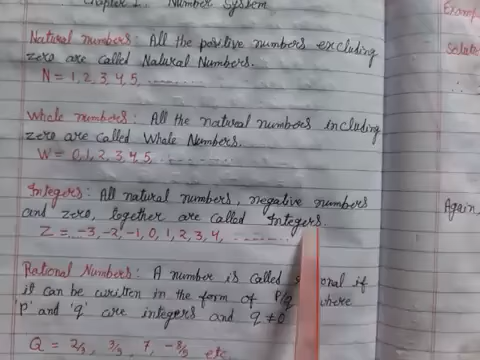 Chapter 1. Number System
Natural numbers: All the positive numbers excluding
zero are called Natural Numbers.
N = 1, 2, 3, 4, 5, ..........
Whole numbers: All the natural numbers including
zero are called Whole Numbers.
W = 0, 1, 2, 3, 4, 5, ..........
Integers: All natural numbers, negative numbers
and zero, together are called Integers.
Z = -3, -2, -1, 0, 1, 2, 3, 4, ..........
Rational Numbers: A number is called if
it can be written in the form of P/q where
'p' and 'q' are integers and q ≠ 0
Q = 2/3, 7, -8/5 etc.
Again,